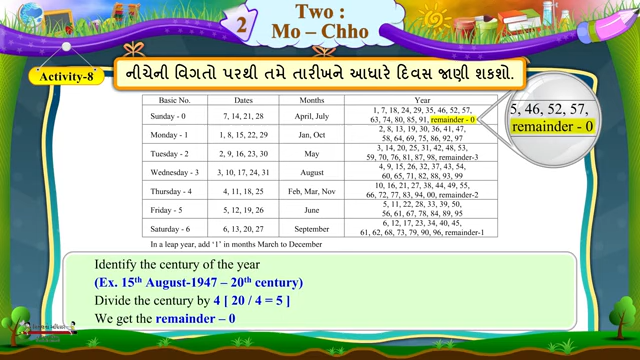 2
Two :
Mo – Chho
Activity-8
નીચેની વિગતો પરથી તમે તારીખને આધારે દિવસ જાણી શકશો.
5, 46, 52, 57,
remainder - 0
Basic No. Dates Months Year
Sunday - 0 7, 14, 21, 28 April, July 1, 7, 18, 24, 29, 35, 46, 52, 57,
63, 74, 80, 85, 91, remainder - 0
Monday - 1 1, 8, 15, 22, 29 Jan, Oct 2, 8, 13, 19, 30, 36, 41, 47,
58, 64, 69, 75, 86, 92, 97
Tuesday - 2 2, 9, 16, 23, 30 May 3, 14, 20, 25, 31, 42, 48, 53,
59, 70, 76, 81, 87, 98, remainder-3
Wednesday - 3 3, 10, 17, 24, 31 August 4, 9, 15, 26, 32, 37, 43, 54,
60, 65, 71, 82, 88, 93, 99
Thursday - 4 4, 11, 18, 25 Feb, Mar, Nov 10, 16, 21, 27, 38, 44, 49, 55,
66, 72, 77, 83, 94, 00, remainder-2
Friday - 5 5, 12, 19, 26 June 5, 11, 22, 28, 33, 39, 50,
56, 61, 67, 78, 84, 89, 95
Saturday - 6 6, 13, 20, 27 September 6, 12, 17, 23, 34, 40, 45,
61, 62, 68, 73, 79, 90, 96, remainder-1
In a leap year, add ‘1’ in months March to December
Identify the century of the year
(Ex. 15th August-1947 – 20th century)
Divide the century by 4 [ 20 / 4 = 5 ]
We get the remainder – 0